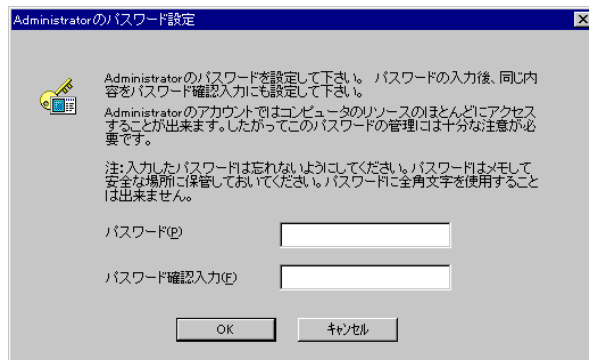 Administratorのパスワード設定
Administratorのパスワードを設定して下さい。 パスワードの入力後、同じ内
容をパスワード確認入力にも設定して下さい。
Administratorのアカウントではコンピュータのリソースのほとんどにアクセス
することが出来ます。したがってこのパスワードの管理には十分な注意が必
要です。
注:入力したパスワードは忘れないようにしてください。パスワードはメモして
安全な場所に保管しておいてください。パスワードに全角文字を使用すること
は出来ません。
パスワード(P)
パスワード確認入力(F)
OK
キャンセル